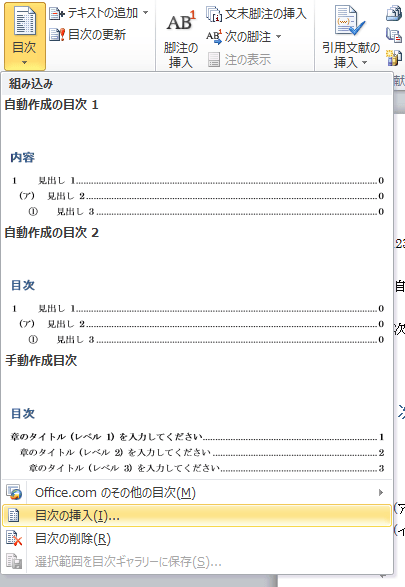 目次
テキストの追加
目次の更新
AB1
脚注の
挿入
文末脚注の挿入
AB1 次の脚注
注の表示
引用文献の
挿入
献
組み込み
自動作成の目次 1
内容
1 見出し 1 0
(ア) 見出し 2 0
① 見出し 3 0
自動作成の目次 2
目次
1 見出し 1 0
(ア) 見出し 2 0
① 見出し 3 0
手動作成目次
目次
章のタイトル (レベル 1) を入力してください 1
章のタイトル (レベル 2) を入力してください 2
章のタイトル (レベル 3) を入力してください 3
Office.com のその他の目次(M)
目次の挿入(I)...
目次の削除(R)
選択範囲を目次ギャラリーに保存(S)...
23
自
次
次
(ア
(イ